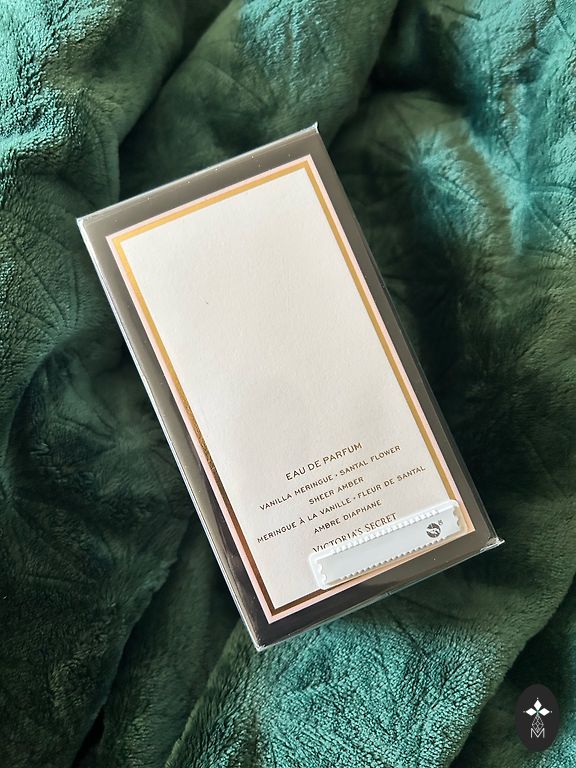 EAU DE PARFUM
VANILLA MERINGUE • SANTAL FLOWER
SHEER AMBER
MERINGUE À LA VANILLE • FLEUR DE SANTAL
AMBRE DIAPHANE
VICTORIA'S SECRET
M